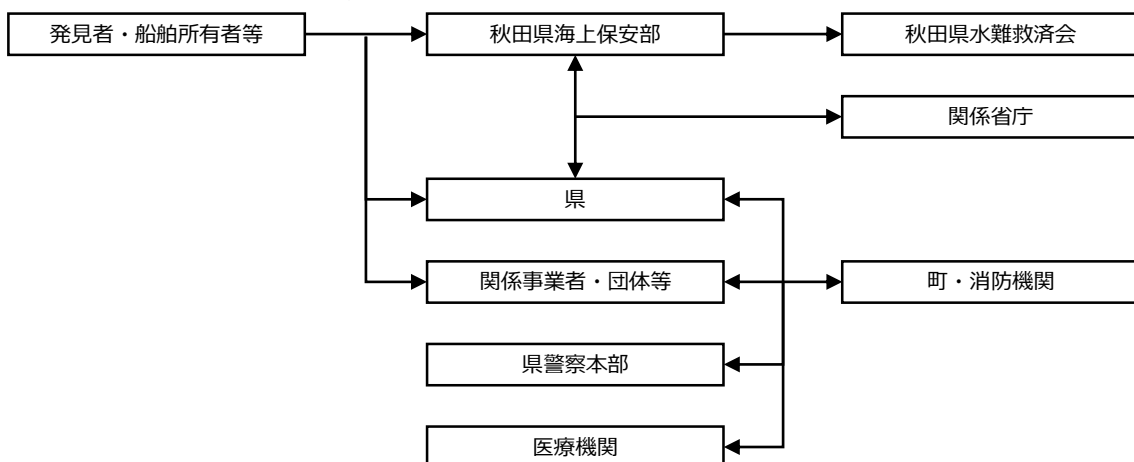 発見者・船舶所有者等
秋田県海上保安部
秋田県水難救済会
関係省庁
県
関係事業者・団体等
町・消防機関
県警察本部
医療機関